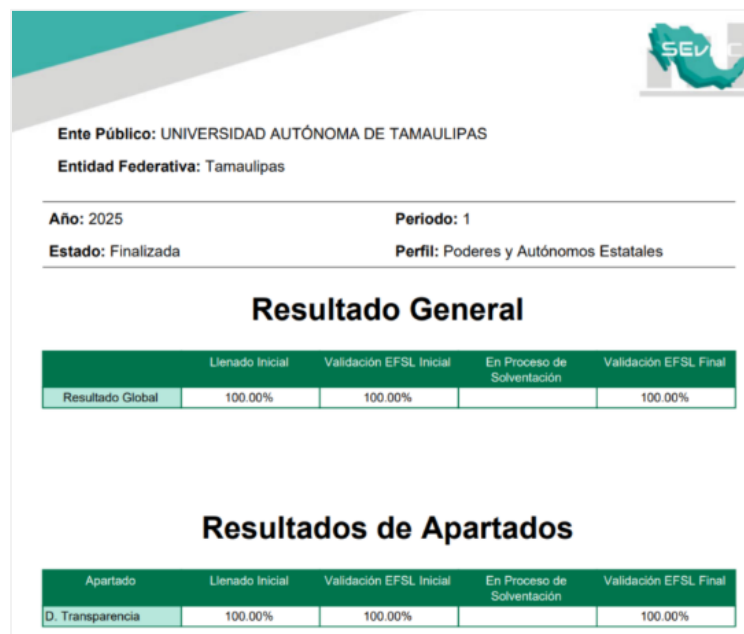 SEv C
Ente Público: UNIVERSIDAD AUTÓNOMA DE TAMAULIPAS
Entidad Federativa: Tamaulipas
Año: 2025 Periodo: 1
Estado: Finalizada Perfil: Poderes y Autónomos Estatales
Resultado General
Llenado Inicial Validación EFSL Inicial En Proceso de Solventación Validación EFSL Final
Resultado Global 100.00% 100.00% 100.00%
Resultados de Apartados
Apartado Llenado Inicial Validación EFSL Inicial En Proceso de Solventación Validación EFSL Final
D. Transparencia 100.00% 100.00% 100.00%